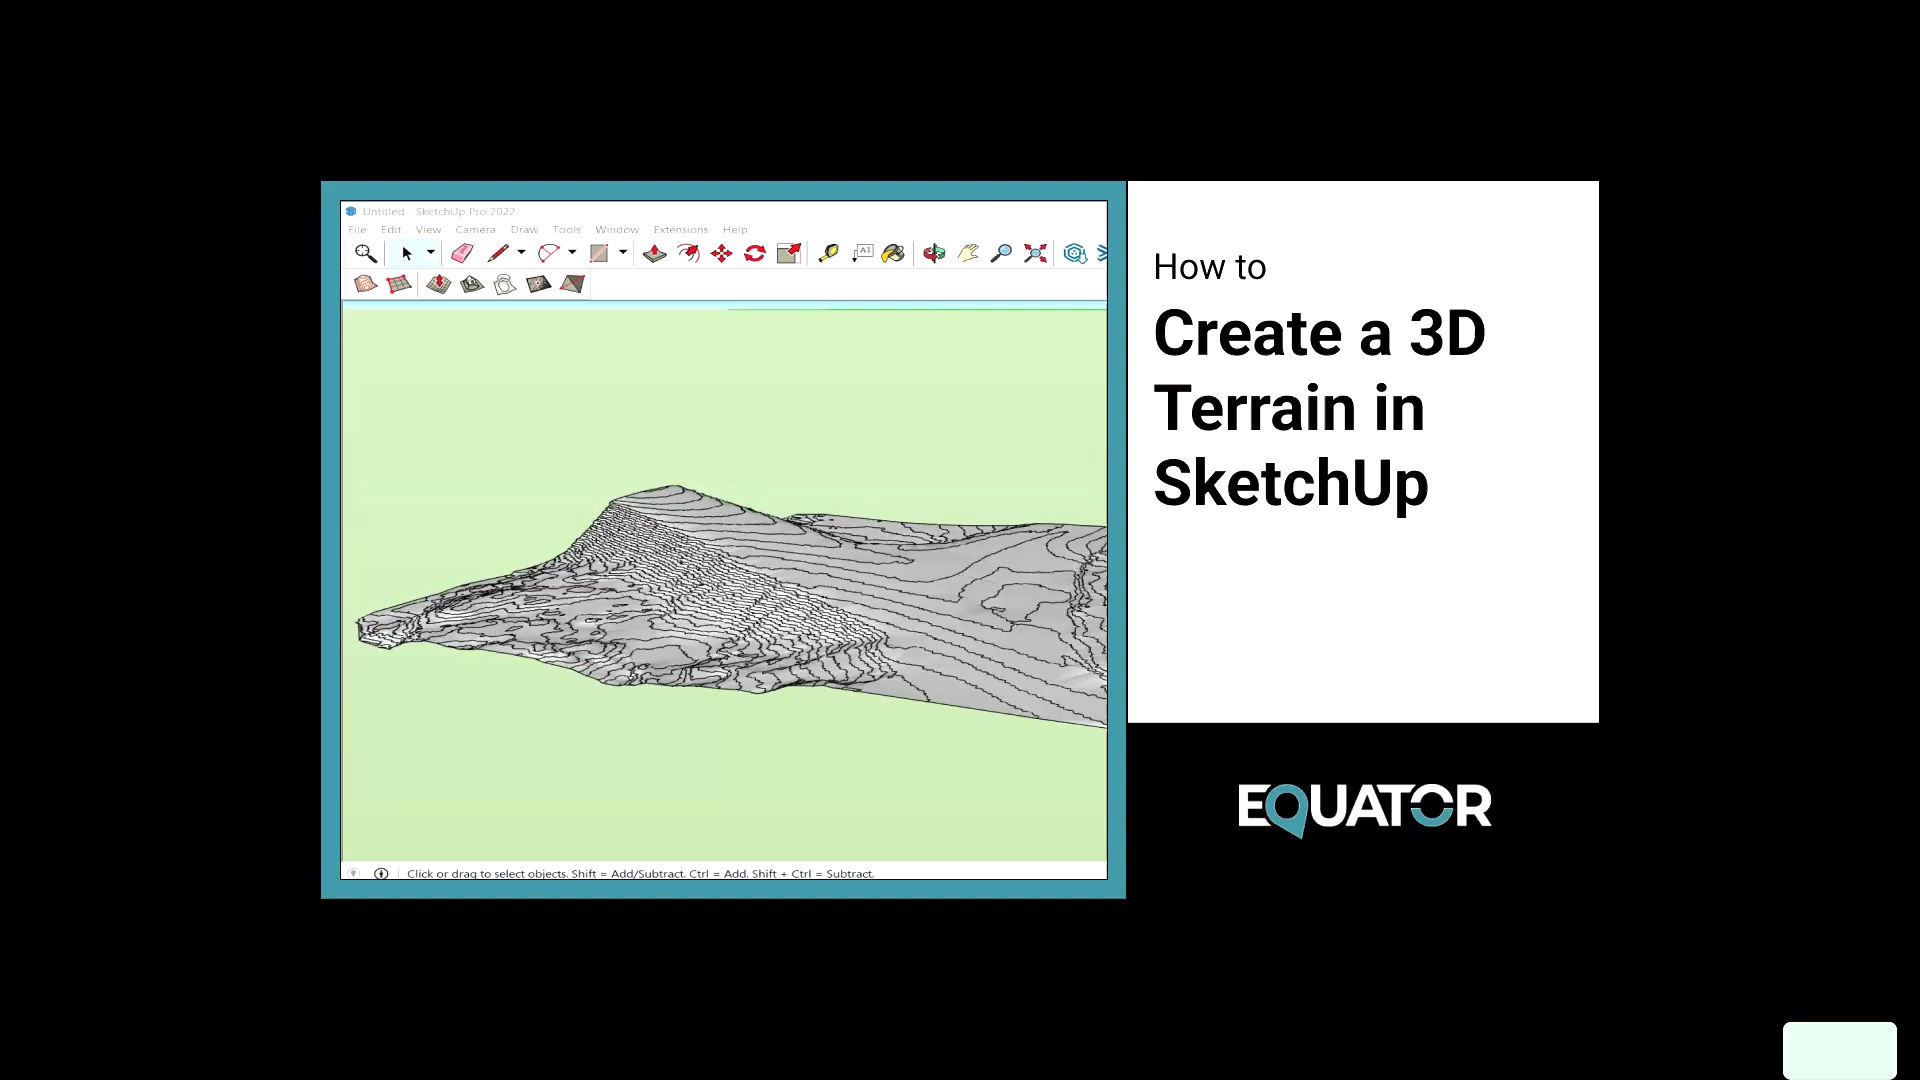 Untitled - SketchUp Pro 2022
File Edit View Camera Draw Tools Window Extensions Help
A1
Click or drag to select objects. Shift = Add/Subtract. Ctrl = Add. Shift + Ctrl = Subtract.
How to
Create a 3D
Terrain in
SketchUp
EQUATOR